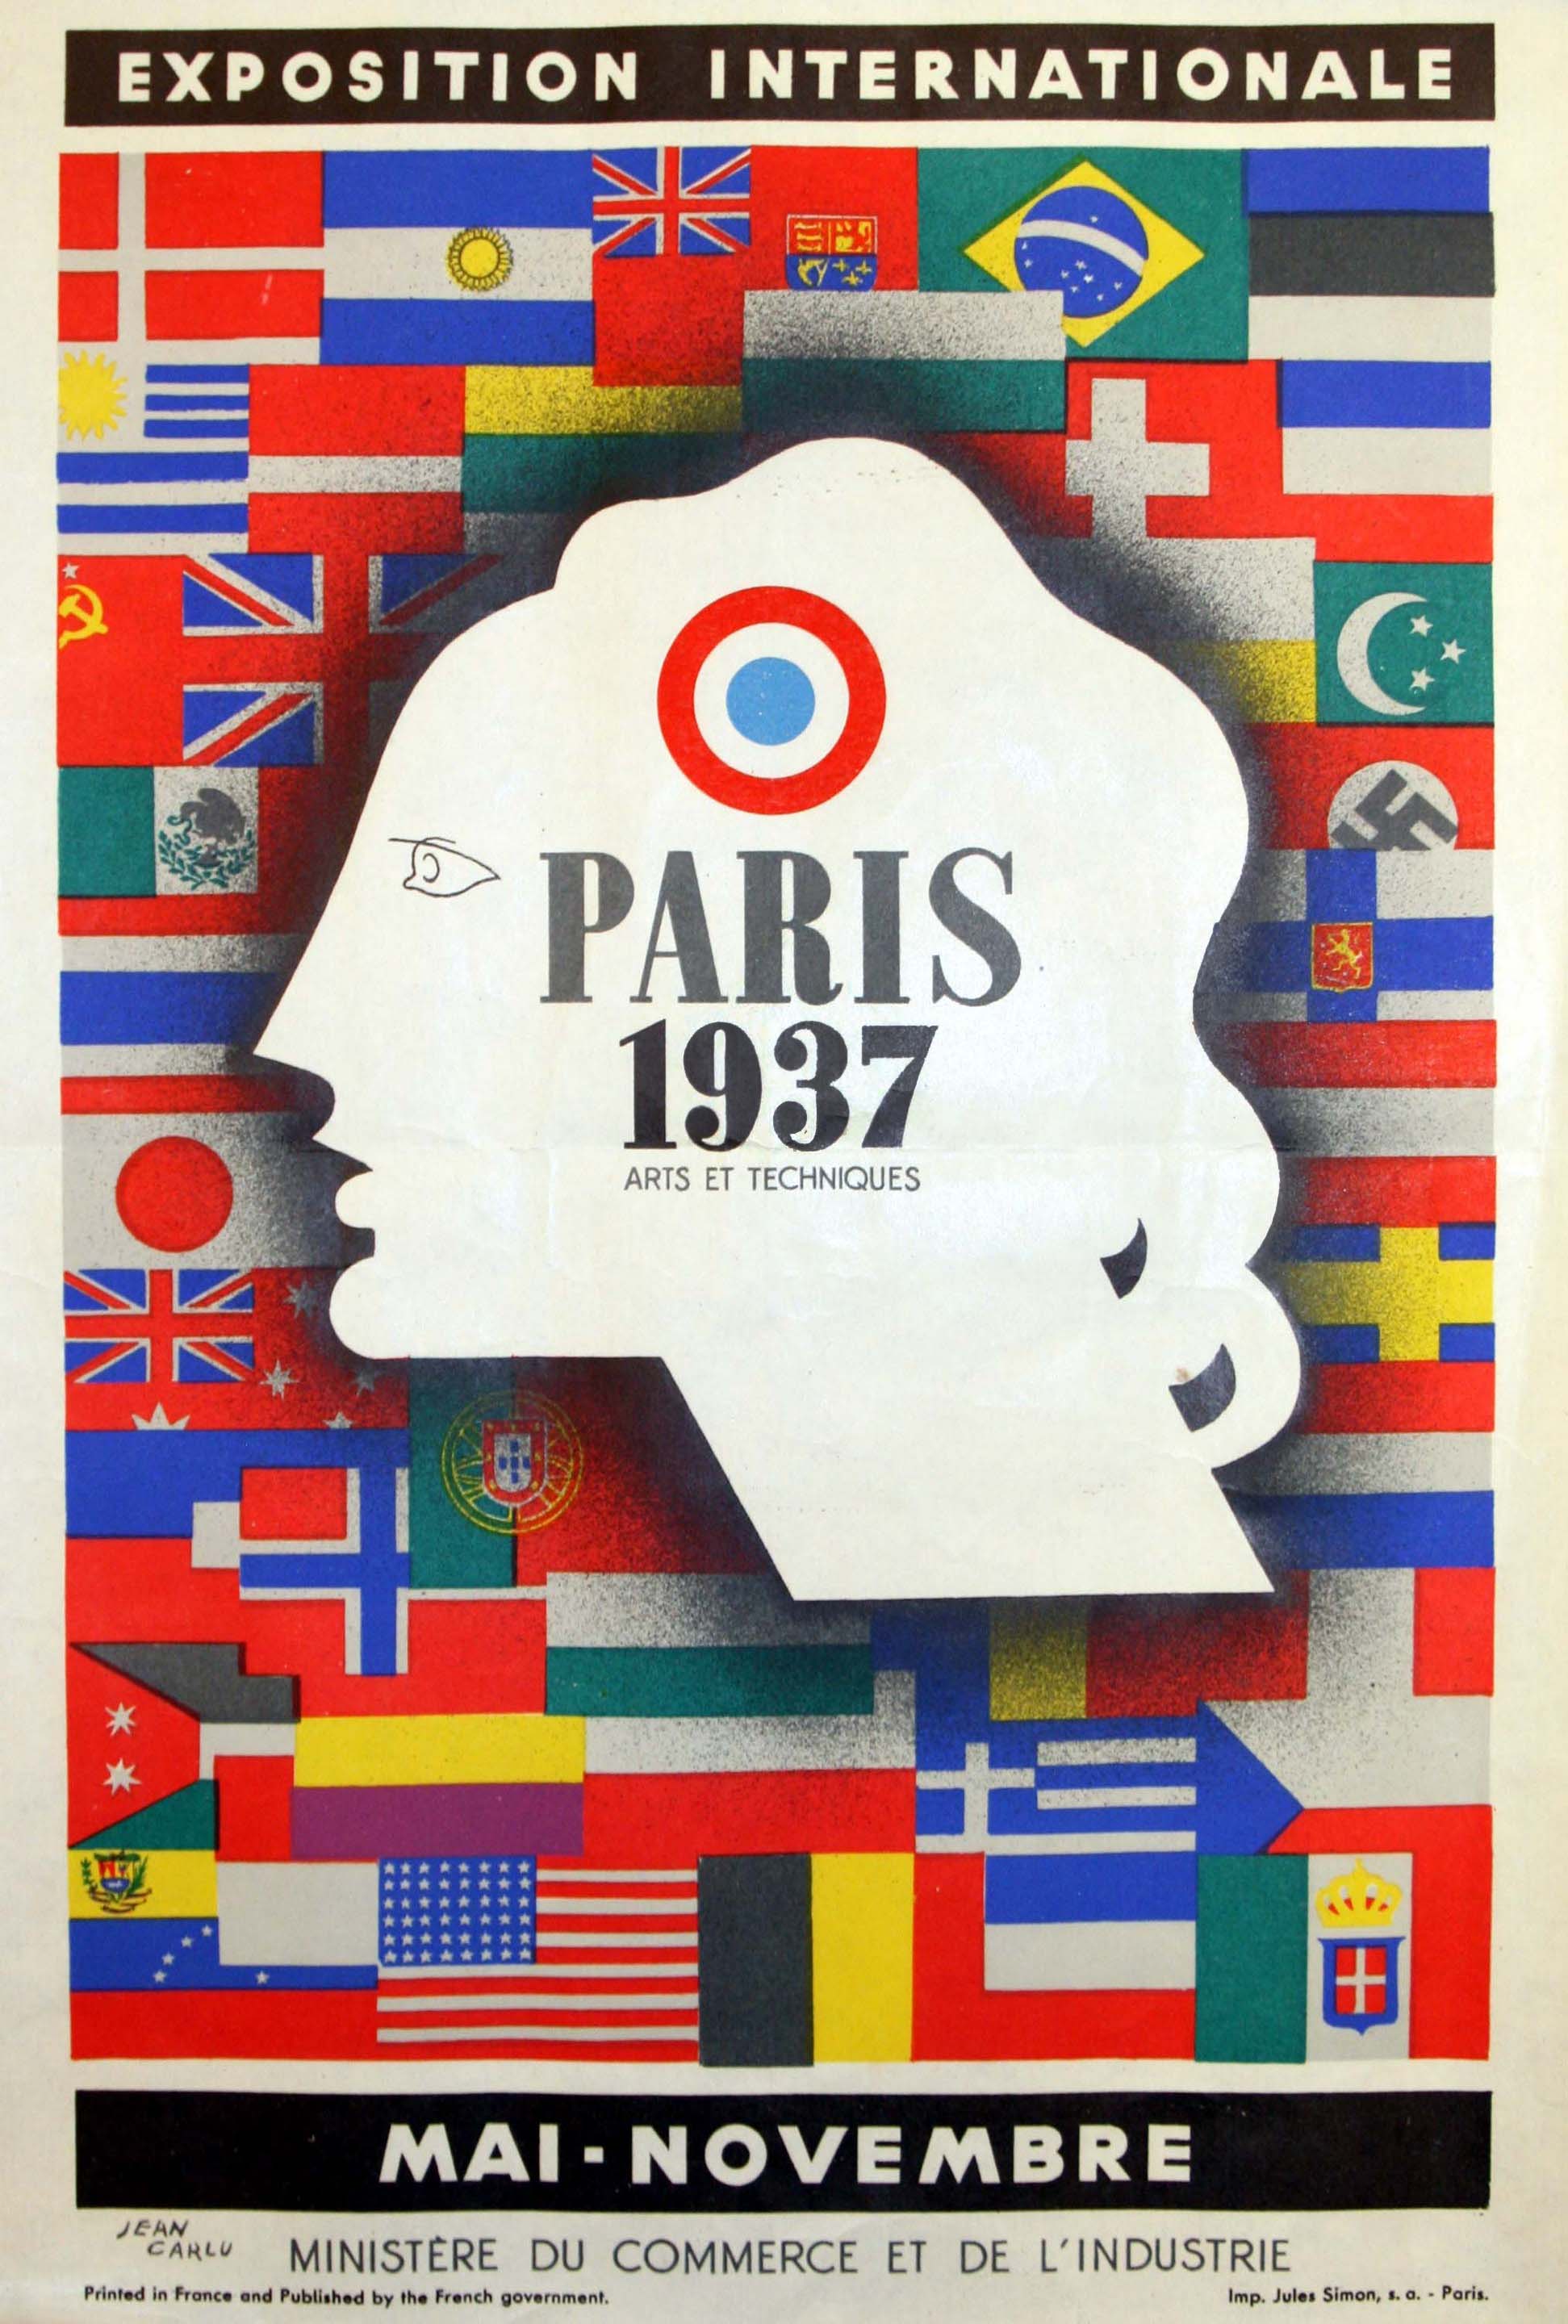 EXPOSITION INTERNATIONALE
PARIS
1937
ARTS ET TECHNIQUES
MAI-NOVEMBRE
JEAN
CARLU
MINISTÈRE DU COMMERCE ET DE L'INDUSTRIE
Printed in France and Published by the French government.
Imp. Jules Simon, s. a. - Paris.